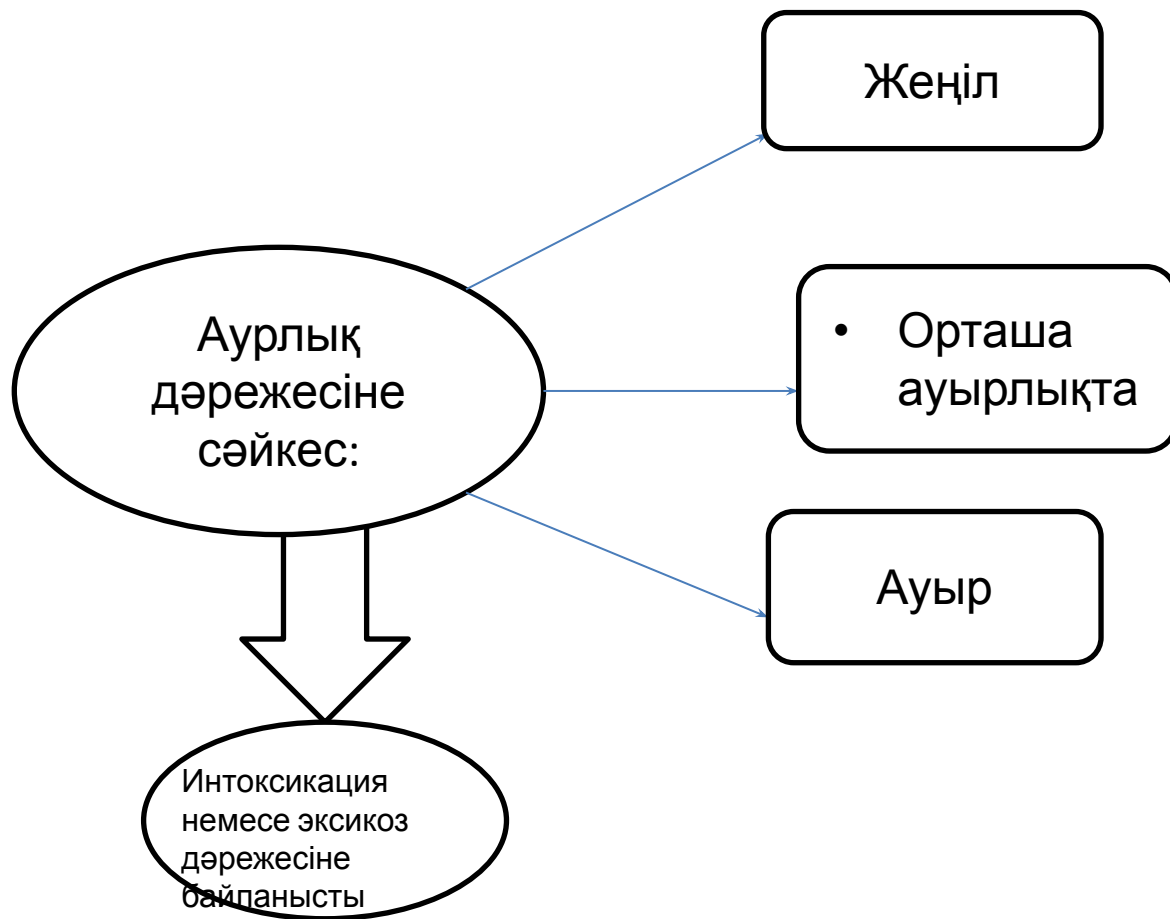 Жеңіл
Аурлық
дәрежесіне
сәйкес:
• Орташа
ауырлықта
Ауыр
Интоксикация
немесе эксикоз
дәрежесіне
байланысты